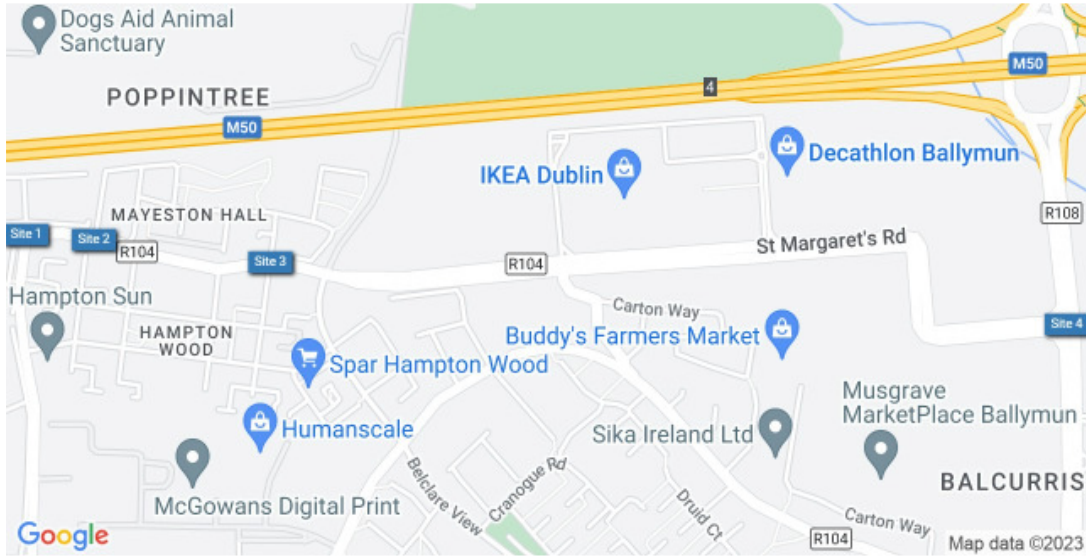 Dogs Aid Animal
Sanctuary
POPPINTREE
M50
4
M50
IKEA Dublin
Decathlon Ballymun
MAYESTON HALL
R108
Site 1
Site 2
R104
Site 3
R104
St Margaret's Rd
Hampton Sun
Carton Way
HAMPTON
WOOD
Buddy's Farmers Market
Site 4
Spar Hampton Wood
Musgrave
MarketPlace Ballymun
Humanscale
Sika Ireland Ltd
Belclare View
Cranogue Rd
BALCURRIS
McGowans Digital Print
Druid Ct
Carton Way
Google
R104
Map data ©2023